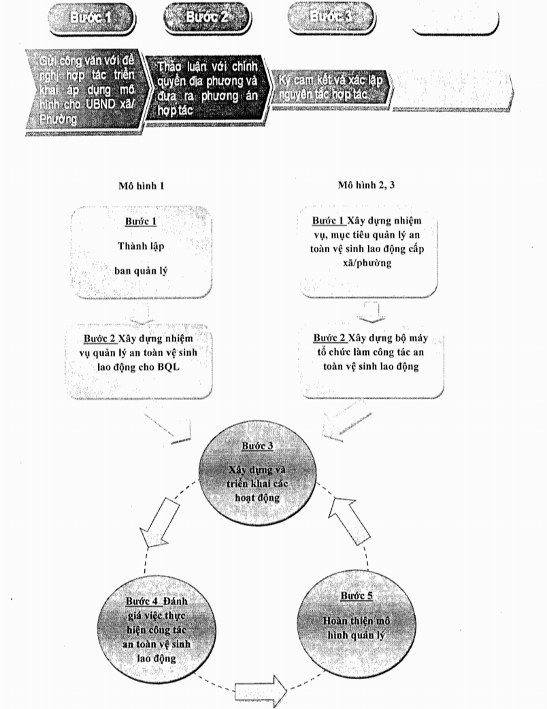 Bước 1
Bước 2
Bước 3
Gửi công văn với đề
nghị hợp tác triển
khai áp dụng mô
hình cho UBND xã/
Phường
Thảo luận với chính
quyền địa phương và
đưa ra phương án
hợp tác
Ký cam kết và xác lập
nguyên tắc hợp tác
Mô hình 1
Mô hình 2, 3
Bước 1
Thành lập
ban quản lý
Bước 1 Xây dựng nhiệm
vụ, mục tiêu quản lý an
toàn vệ sinh lao động cấp
xã/phường
Bước 2 Xây dựng nhiệm
vụ quản lý an toàn vệ sinh
lao động cho BQL
Bước 2 Xây dựng bộ máy
tổ chức làm công tác an
toàn vệ sinh lao động
Bước 3
Xây dựng và
triển khai các
hoạt động
Bước 4 Đánh
giá việc thực
hiện công tác
an toàn vệ sinh
lao động
Bước 5
Hoàn thiện mô
hình quản lý